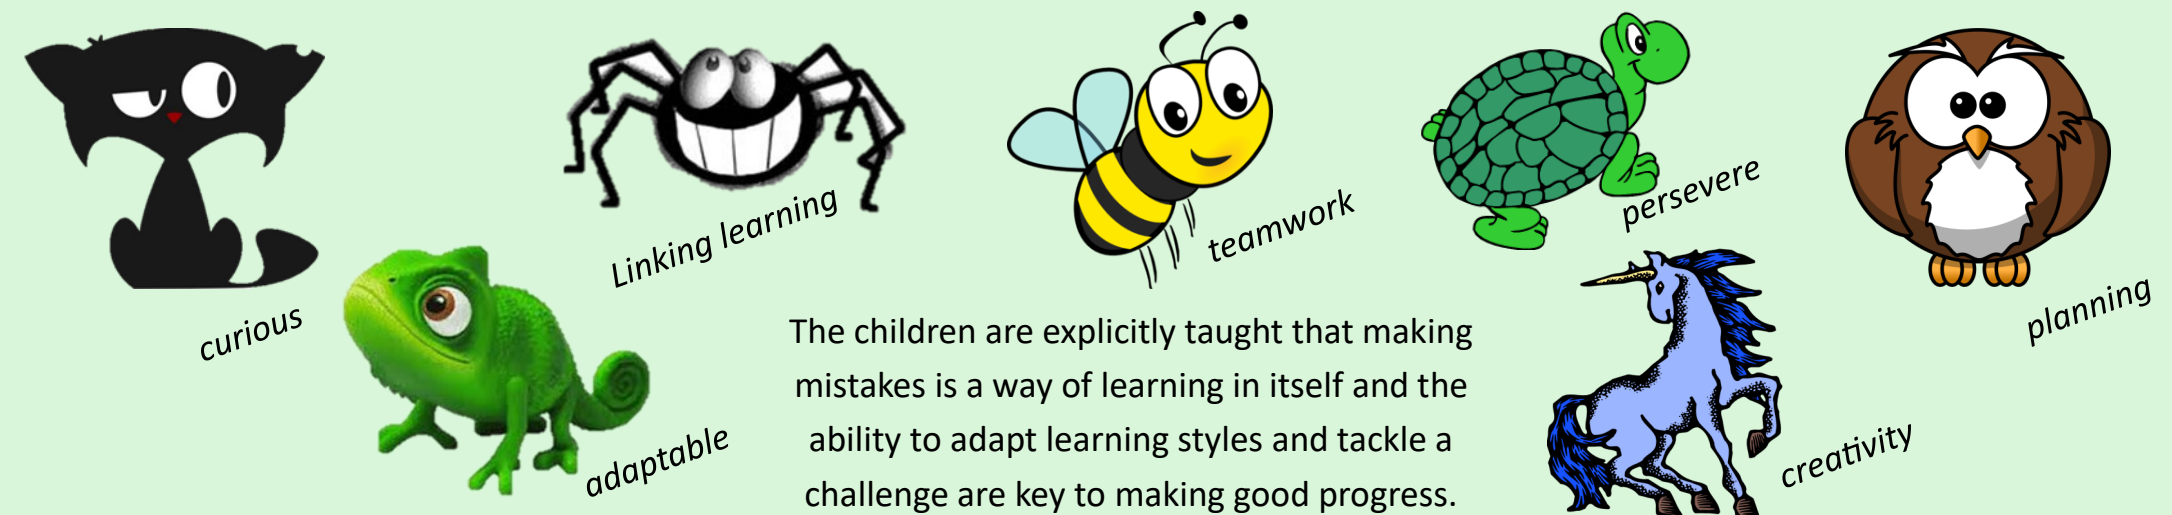 curious
Linking learning
teamwork
persevere
planning
adaptable
creativity
The children are explicitly taught that making
mistakes is a way of learning in itself and the
ability to adapt learning styles and tackle a
challenge are key to making good progress.